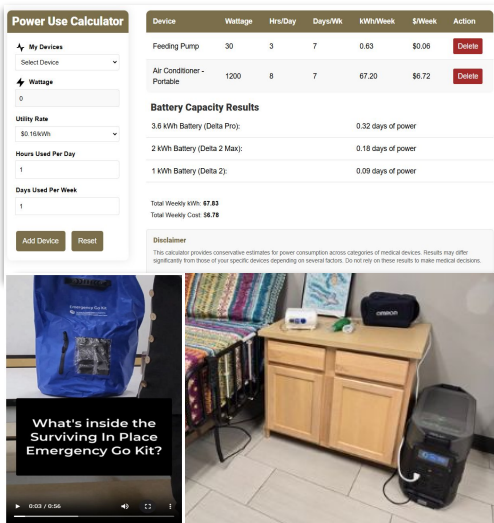 Power Use Calculator
My Devices
Select Device
Wattage
0
Utility Rate
$0.16/kWh
Hours Used Per Day
1
Days Used Per Week
1
Add Device Reset
Device Wattage Hrs/Day Days/Wk kWh/Week $/Week Action
Feeding Pump 30 3 7 0.63 $0.06 Delete
Air Conditioner -
Portable 1200 8 7 67.20 $6.72 Delete
Battery Capacity Results
3.6 kWh Battery (Delta Pro): 0.32 days of power
2 kWh Battery (Delta 2 Max): 0.18 days of power
1 kWh Battery (Delta 2): 0.09 days of power
Total Weekly kWh: 67.83
Total Weekly Cost: $6.78
Disclaimer
This calculator provides conservative estimates for power consumption across categories of medical devices. Results may differ
significantly from those of your specific devices depending on several factors. Do not rely on these results to make medical decisions.
Emergency Go Kit
What's inside the
Surviving In Place
Emergency Go Kit?
0:03 / 0:56
OMRON